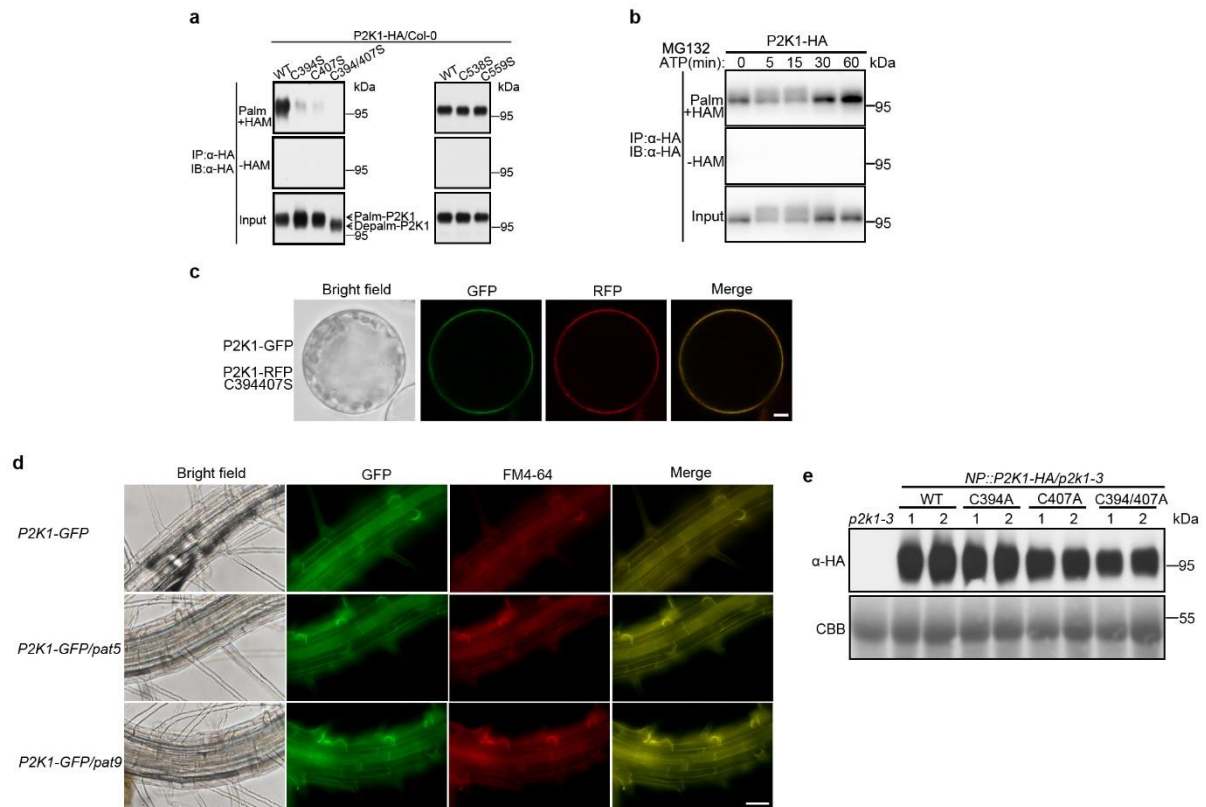 a
P2K1-HA/Col-0
WT C394S C407S C394/407S
WT C538S C559S
kDa
kDa
Palm
+HAM
95
95
IP:α-HA
IB:α-HA
-HAM
95
95
Input
Palm-P2K1
Depalm-P2K1
95
95
b
MG132
P2K1-HA
ATP(min): 0 5 15 30 60 kDa
Palm
+HAM
95
IP:α-HA
IB:α-HA
-HAM
95
Input
95
c
Bright field GFP RFP Merge
P2K1-GFP
P2K1-RFP
C394407S
d
Bright field GFP FM4-64 Merge
P2K1-GFP
P2K1-GFP/pat5
P2K1-GFP/pat9
e
NP::P2K1-HA/p2k1-3
WT C394A C407A C394/407A
p2k1-3 1 2 1 2 1 2 1 2 kDa
α-HA
95
55
CBB